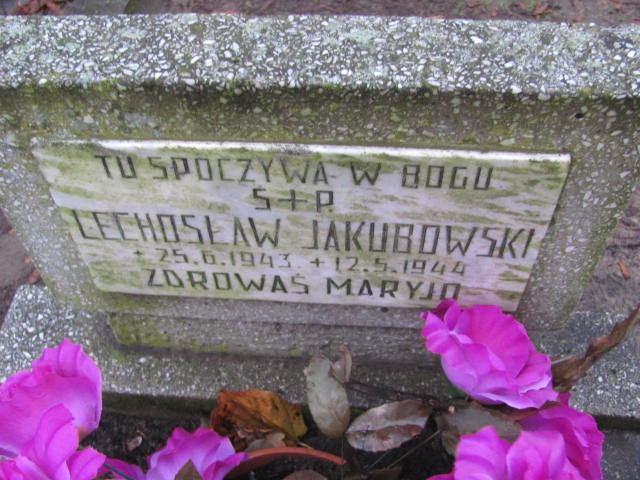 TU SPOCZYWA W BOGU
Ś+P.
LECHOSŁAW JAKUBOWSKI
+ 25.6.1943. + 12.5.1944
ZDROWAŚ MARYJO